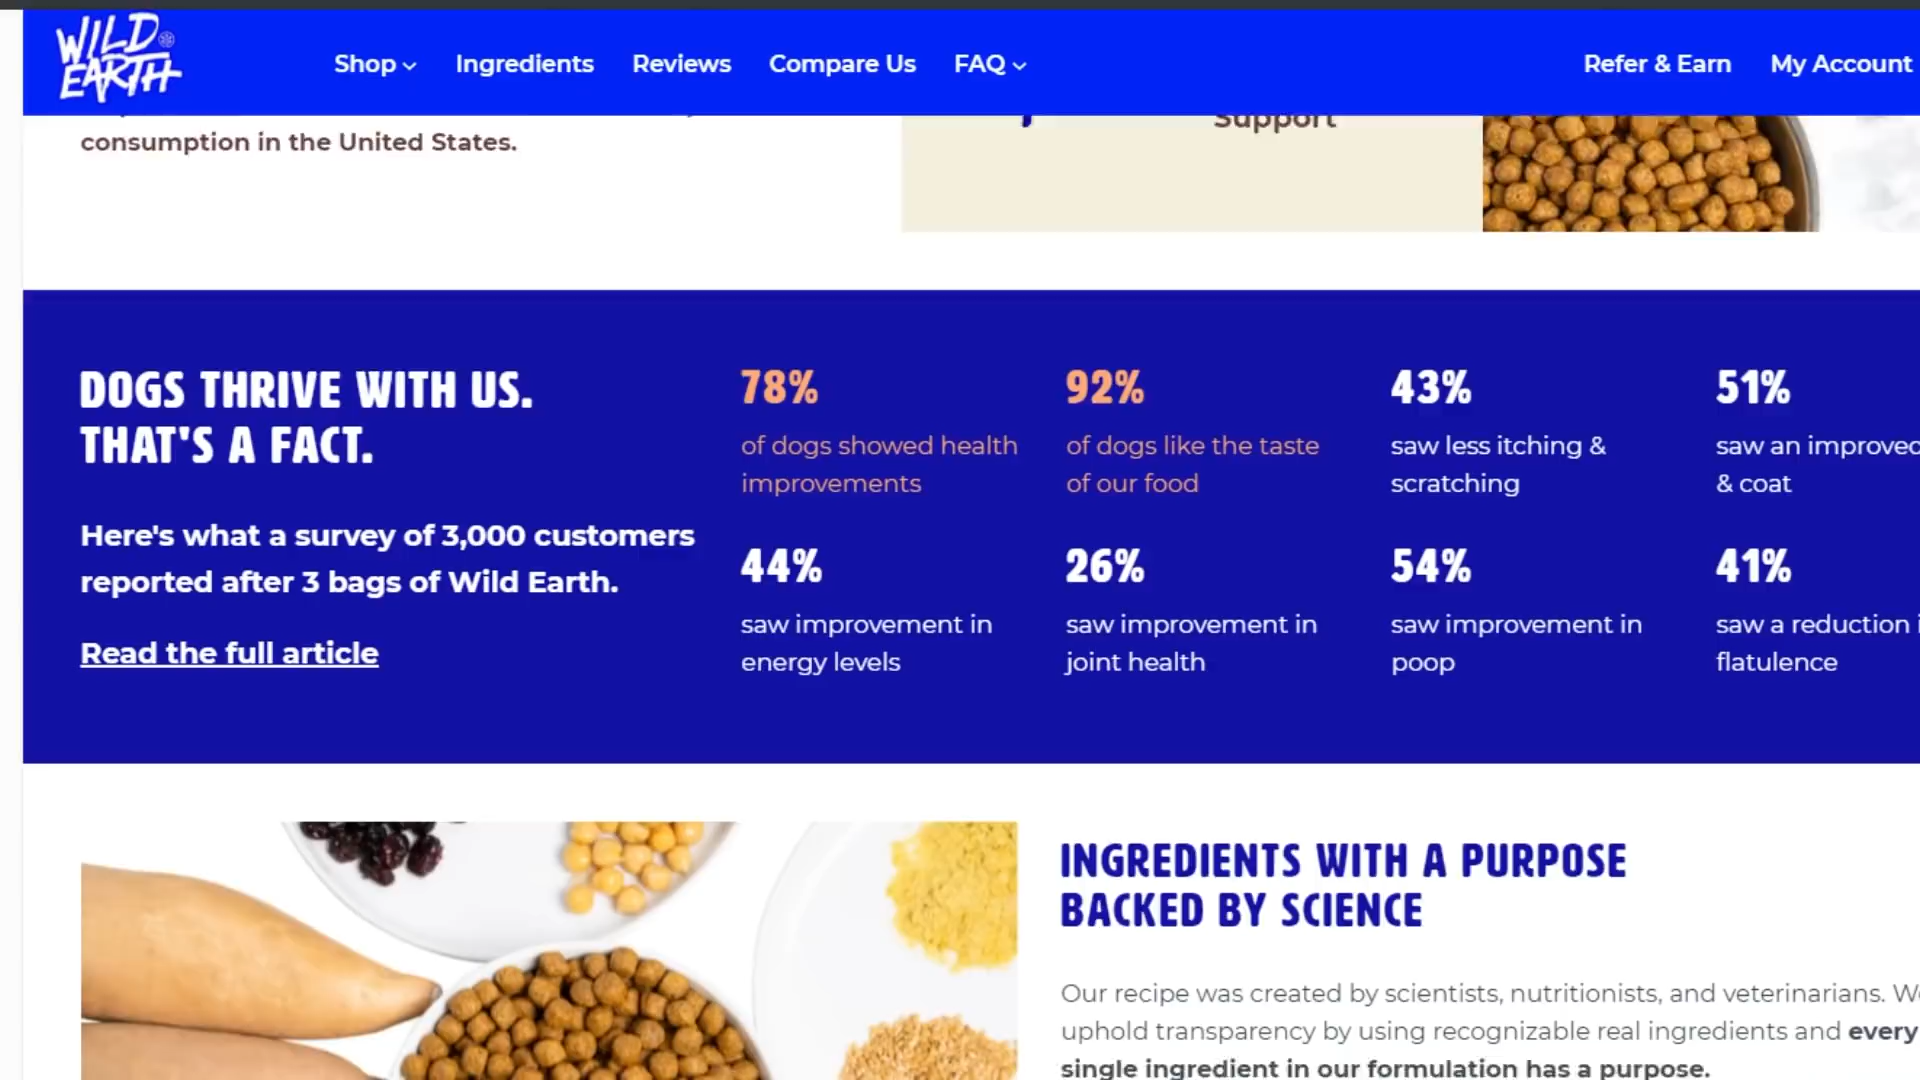 WILD
EARTH
Shop
Ingredients
Reviews
Compare Us
FAQ
Refer & Earn
My Account
consumption in the United States.
Support
DOGS THRIVE WITH US.
THAT'S A FACT.
Here's what a survey of 3,000 customers
reported after 3 bags of Wild Earth.
Read the full article
78%
of dogs showed health
improvements
92%
of dogs like the taste
of our food
43%
saw less itching &
scratching
51%
saw an improved
& coat
44%
saw improvement in
energy levels
26%
saw improvement in
joint health
54%
saw improvement in
poop
41%
saw a reduction i
flatulence
INGREDIENTS WITH A PURPOSE
BACKED BY SCIENCE
Our recipe was created by scientists, nutritionists, and veterinarians. We
uphold transparency by using recognizable real ingredients and every
single ingredient in our formulation has a purpose.